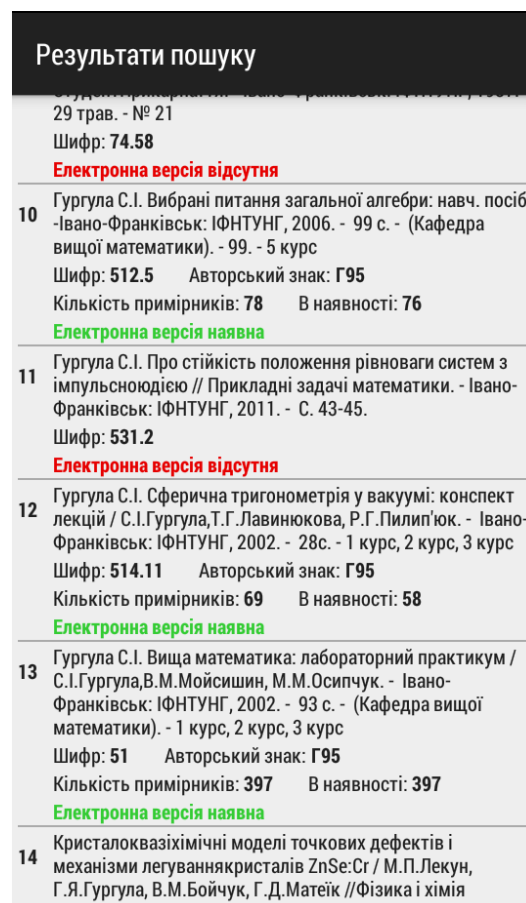 Результати пошуку
29 трав. - № 21
Шифр: 74.58
Електронна версія відсутня
10 Гургула С.І. Вибрані питання загальної алгебри: навч. посіб
-Івано-Франківськ: ІФНТУНГ, 2006. - 99 с. - (Кафедра
вищої математики). - 99. - 5 курс
Шифр: 512.5 Авторський знак: Г95
Кількість примірників: 78 В наявності: 76
Електронна версія наявна
11 Гургула С.І. Про стійкість положення рівноваги систем з
імпульсноюдією // Прикладні задачі математики. - Івано-
Франківськ: ІФНТУНГ, 2011. - С. 43-45.
Шифр: 531.2
Електронна версія відсутня
12 Гургула С.І. Сферична тригонометрія у вакуумі: конспект
лекцій / С.І.Гургула,Т.Г.Лавинюкова, Р.Г.Пилип'юк. - Івано-
Франківськ: ІФНТУНГ, 2002. - 28с. - 1 курс, 2 курс, 3 курс
Шифр: 514.11 Авторський знак: Г95
Кількість примірників: 69 В наявності: 58
Електронна версія наявна
13 Гургула С.І. Вища математика: лабораторний практикум /
С.І.Гургула,В.М.Мойсишин, М.М.Осипчук. - Івано-
Франківськ: ІФНТУНГ, 2002. - 93 с. - (Кафедра вищої
математики). - 1 курс, 2 курс, 3 курс
Шифр: 51 Авторський знак: Г95
Кількість примірників: 397 В наявності: 397
Електронна версія наявна
14 Кристалоквазіхімічні моделі точкових дефектів і
механізми легуваннякристалів ZnSe:Cr / М.П.Лекун,
Г.Я.Гургула, В.М.Бойчук, Г.Д.Матеїк //Фізика і хімія